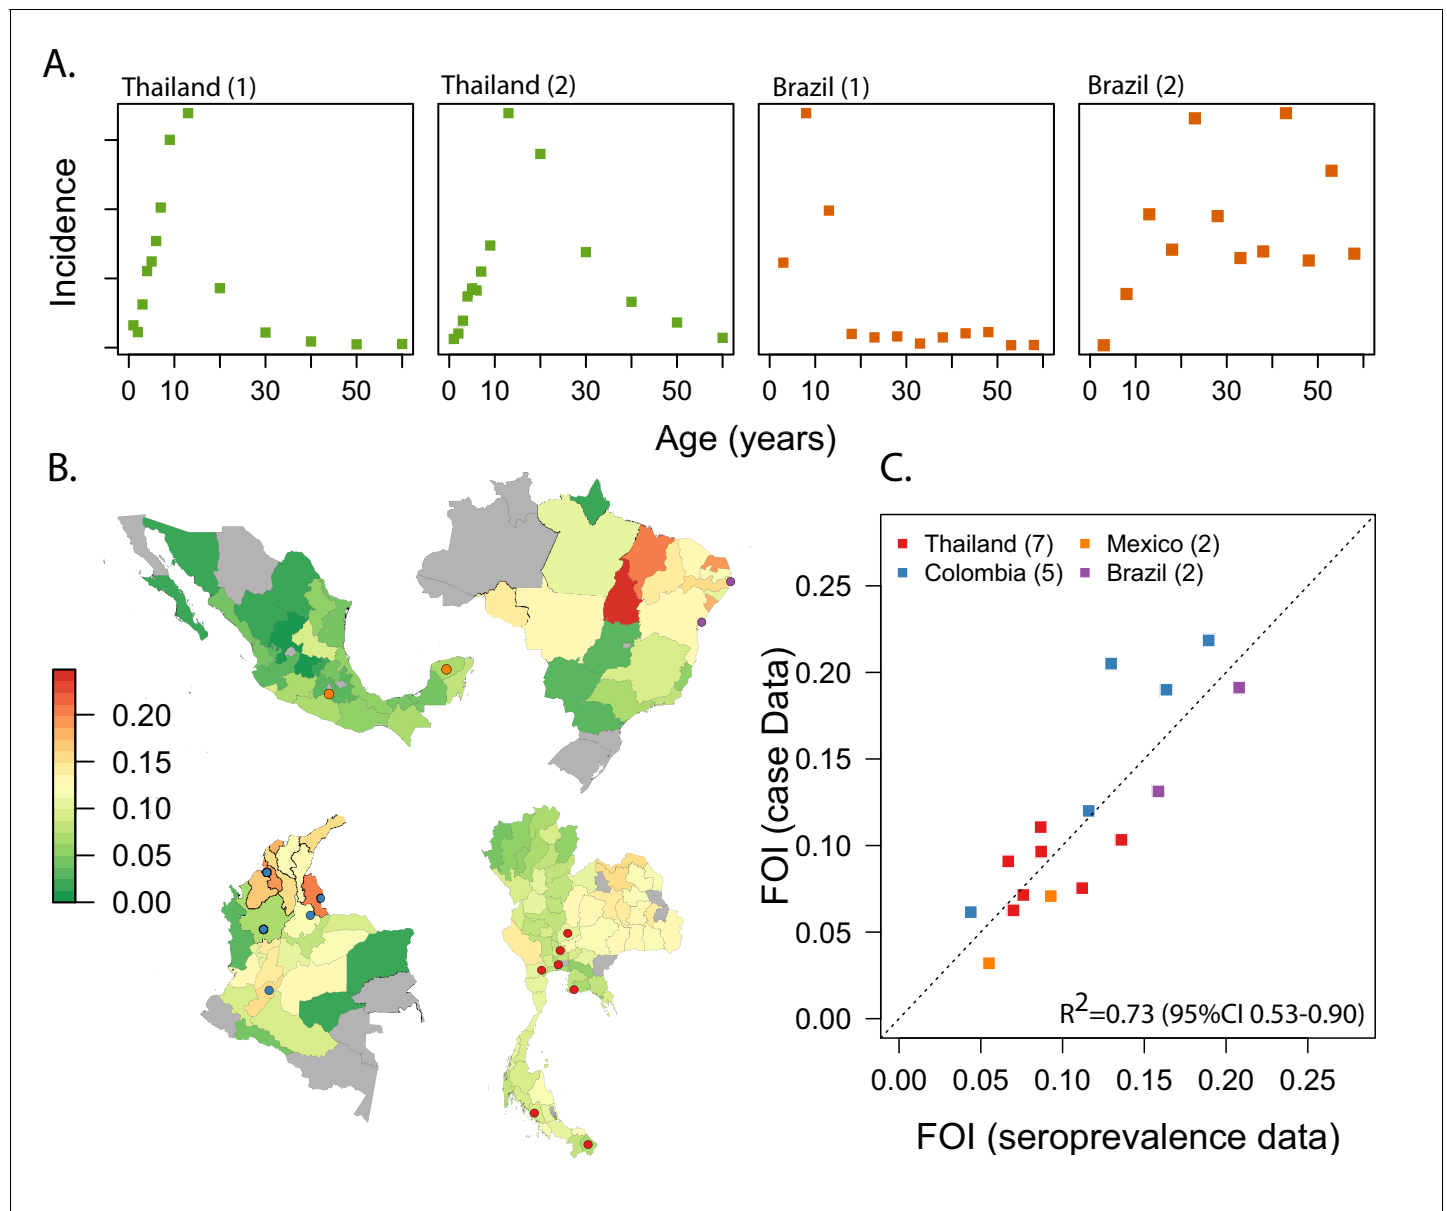 A.
Thailand (1)
Thailand (2)
Brazil (1)
Brazil (2)
Incidence
0 10 30 50
0 10 30 50
0 10 30 50
0 10 30 50
Age (years)
B.
0.20
0.15
0.10
0.05
0.00
C.
Thailand (7)
Mexico (2)
Colombia (5)
Brazil (2)
FOI (case Data)
0.25
0.20
0.15
0.10
0.05
0.00
R2=0.73 (95%CI 0.53-0.90)
0.00 0.05 0.10 0.15 0.20 0.25
FOI (seroprevalence data)